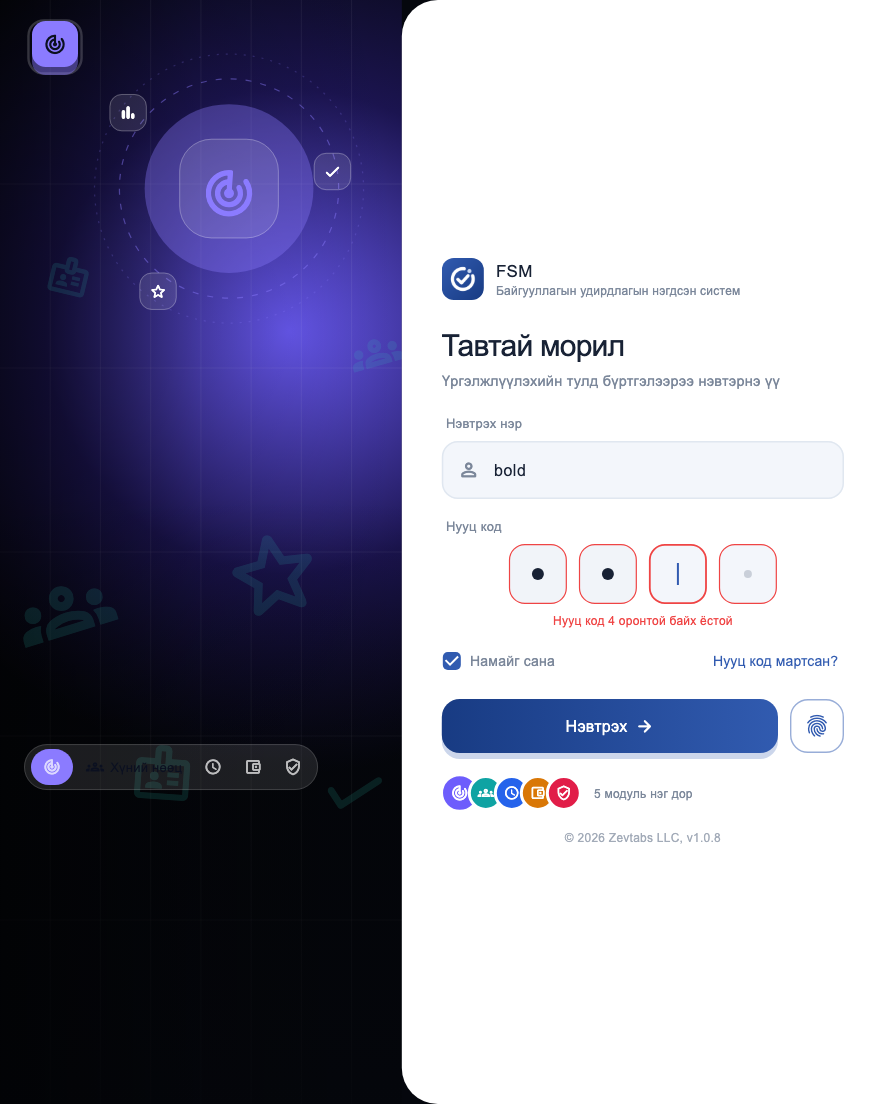 FSM
Байгууллагын удирдлагын нэгдсэн систем
Тавтай морил
Үргэлжлүүлэхийн тулд бүртгэлээрээ нэвтэрнэ үү
Нэвтрэх нэр
bold
Нууц код
Нууц код 4 оронтой байх ёстой
Намайг сана
Нууц код мартсан?
Нэвтрэх
5 модуль нэг дор
© 2026 Zevtabs LLC, v1.0.8
Хүний нөөц